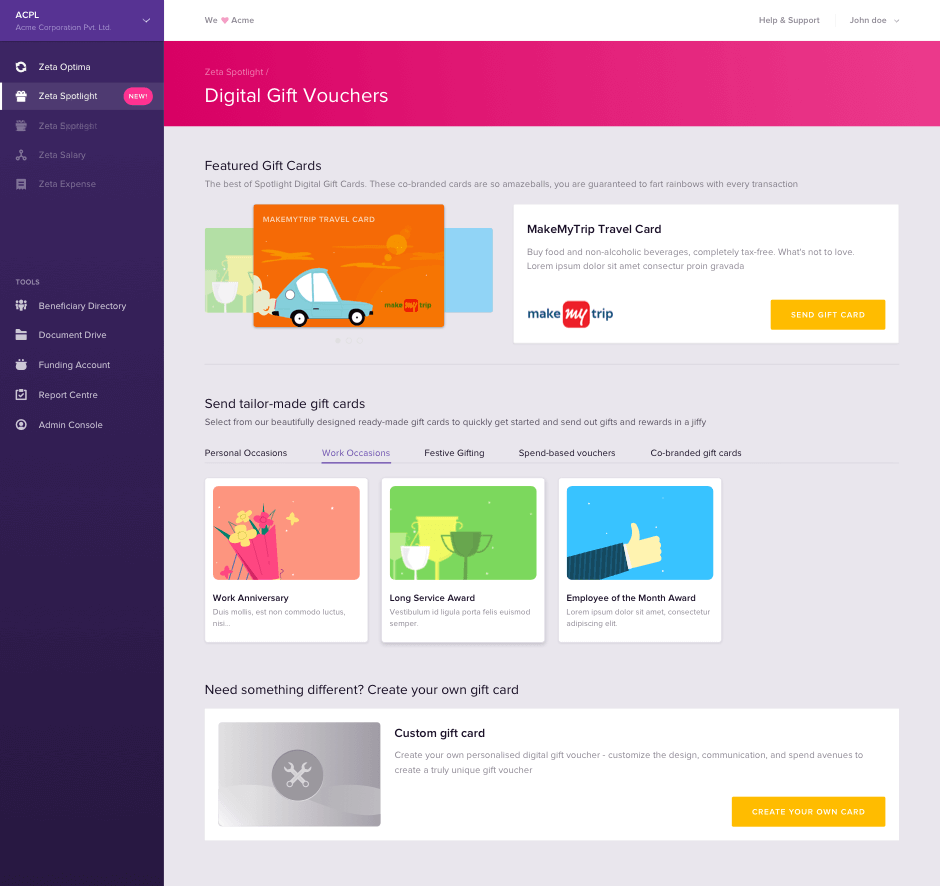 ACPL
Acme Corporation Pvt. Ltd.
Zeta Optima
Zeta Spotlight
NEW!
Zeta Spotlight
Zeta Salary
Zeta Expense
TOOLS
Beneficiary Directory
Document Drive
Funding Account
Report Centre
Admin Console
We ♥ Acme
Help & Support
John doe
Zeta Spotlight /
Digital Gift Vouchers
Featured Gift Cards
The best of Spotlight Digital Gift Cards. These co-branded cards are so amazeballs, you are guaranteed to fart rainbows with every transaction
MAKEMYTRIP TRAVEL CARD
make my trip
MakeMyTrip Travel Card
Buy food and non-alcoholic beverages, completely tax-free. What's not to love.
Lorem ipsum dolor sit amet consectur proin gravada
make my trip
SEND GIFT CARD
Send tailor-made gift cards
Select from our beautifully designed ready-made gift cards to quickly get started and send out gifts and rewards in a jiffy
Personal Occasions
Work Occasions
Festive Gifting
Spend-based vouchers
Co-branded gift cards
Work Anniversary
Duis mollis, est non commodo luctus,
nisi...
Long Service Award
Vestibulum id ligula porta felis euismod
semper.
Employee of the Month Award
Lorem ipsum dolor sit amet, consectetur
adipiscing elit.
Need something different? Create your own gift card
Custom gift card
Create your own personalised digital gift voucher - customize the design, communication, and spend avenues to
create a truly unique gift voucher
CREATE YOUR OWN CARD